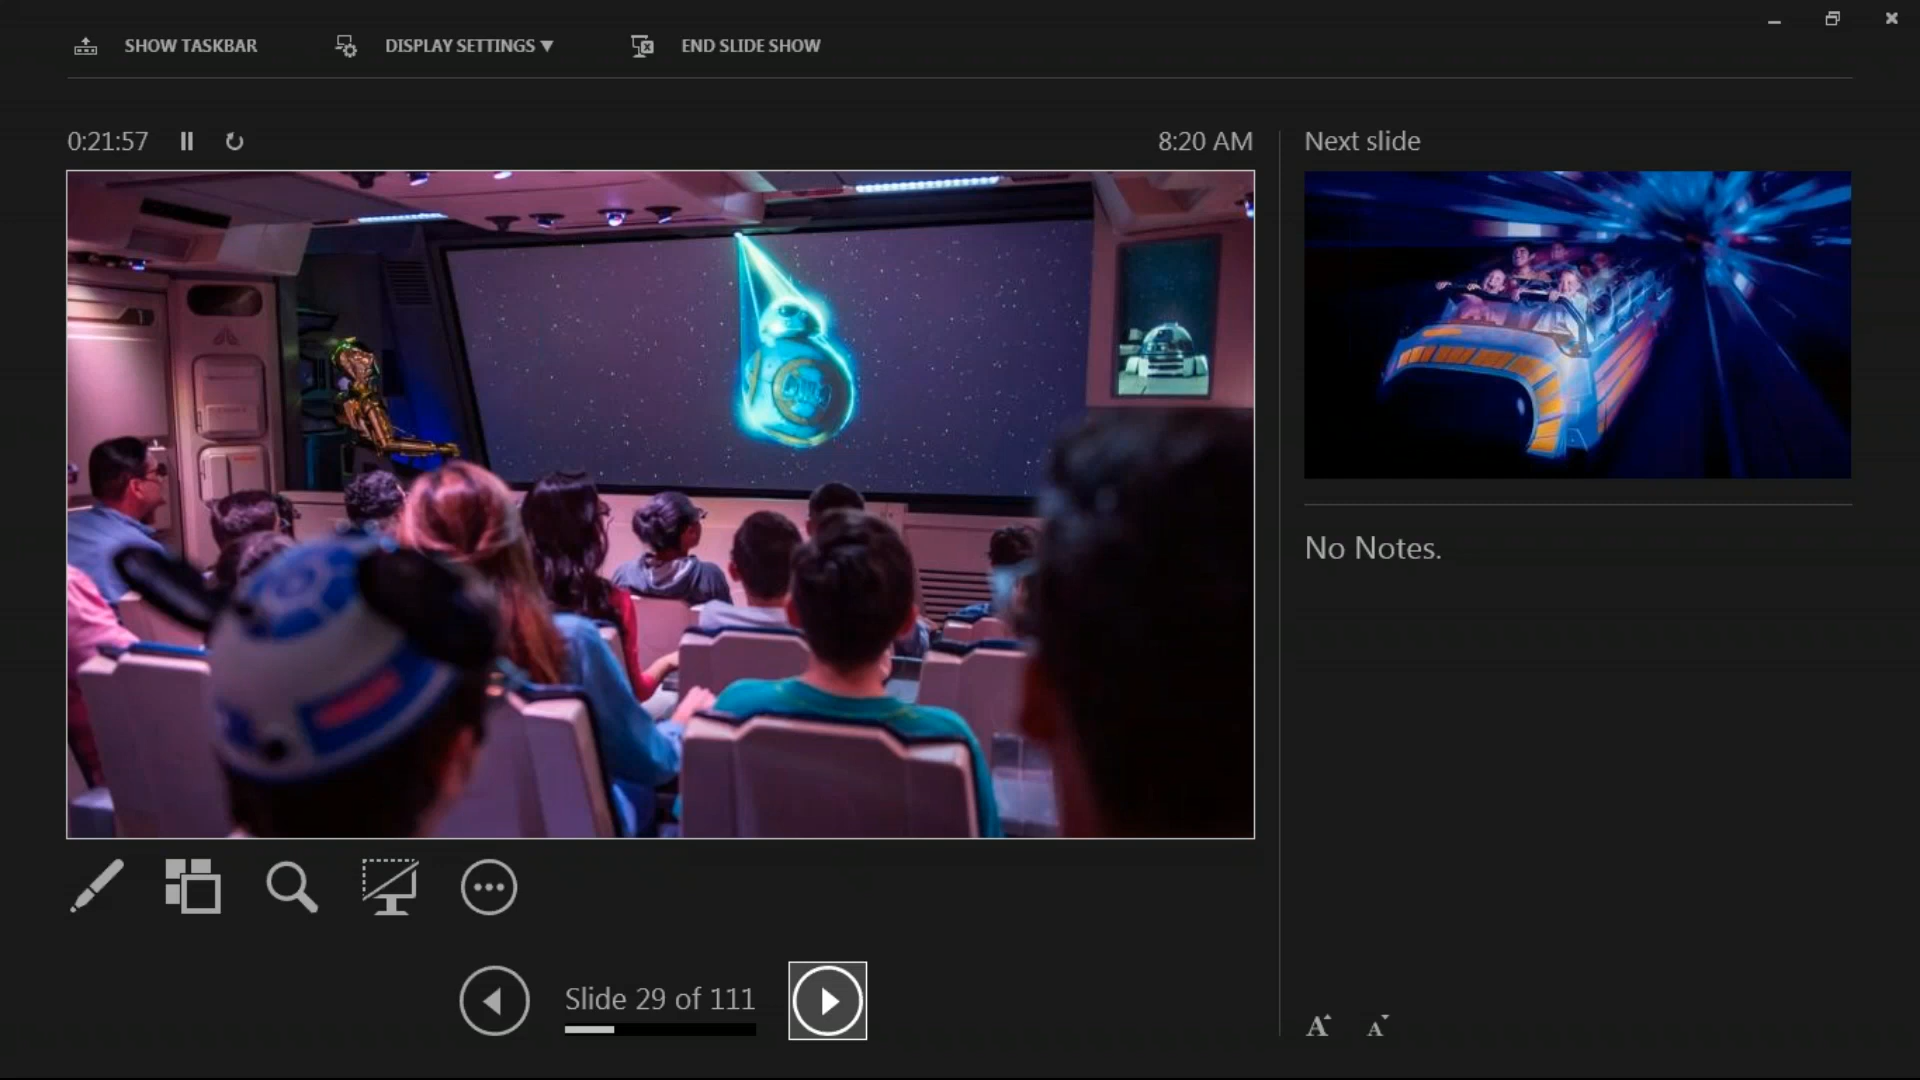 SHOW TASKBAR
DISPLAY SETTINGS ▼
END SLIDE SHOW
0:21:57
8:20 AM
Next slide
No Notes.
Slide 29 of 111
A A